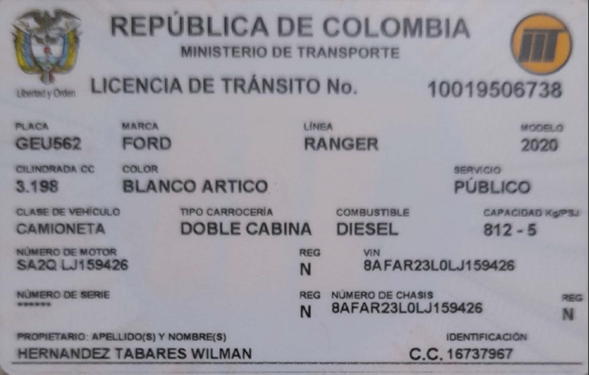 REPÚBLICA DE COLOMBIA
MINISTERIO DE TRANSPORTE
Libertad y Orden
LICENCIA DE TRÁNSITO No. 10019506738
PLACA MARCA LÍNEA MODELO
GEU562 FORD RANGER 2020
CILINDRADA CC COLOR SERVICIO
3.198 BLANCO ARTICO PÚBLICO
CLASE DE VEHÍCULO TIPO CARROCERÍA COMBUSTIBLE CAPACIDAD Kg/PSJ
CAMIONETA DOBLE CABINA DIESEL 812 - 5
NÚMERO DE MOTOR REG VIN
SA2Q LJ159426 N 8AFAR23L0LJ159426
NÚMERO DE SERIE REG NÚMERO DE CHASIS REG
****** N 8AFAR23L0LJ159426 N
PROPIETARIO: APELLIDO(S) Y NOMBRE(S) IDENTIFICACIÓN
HERNANDEZ TABARES WILMAN C.C. 16737967